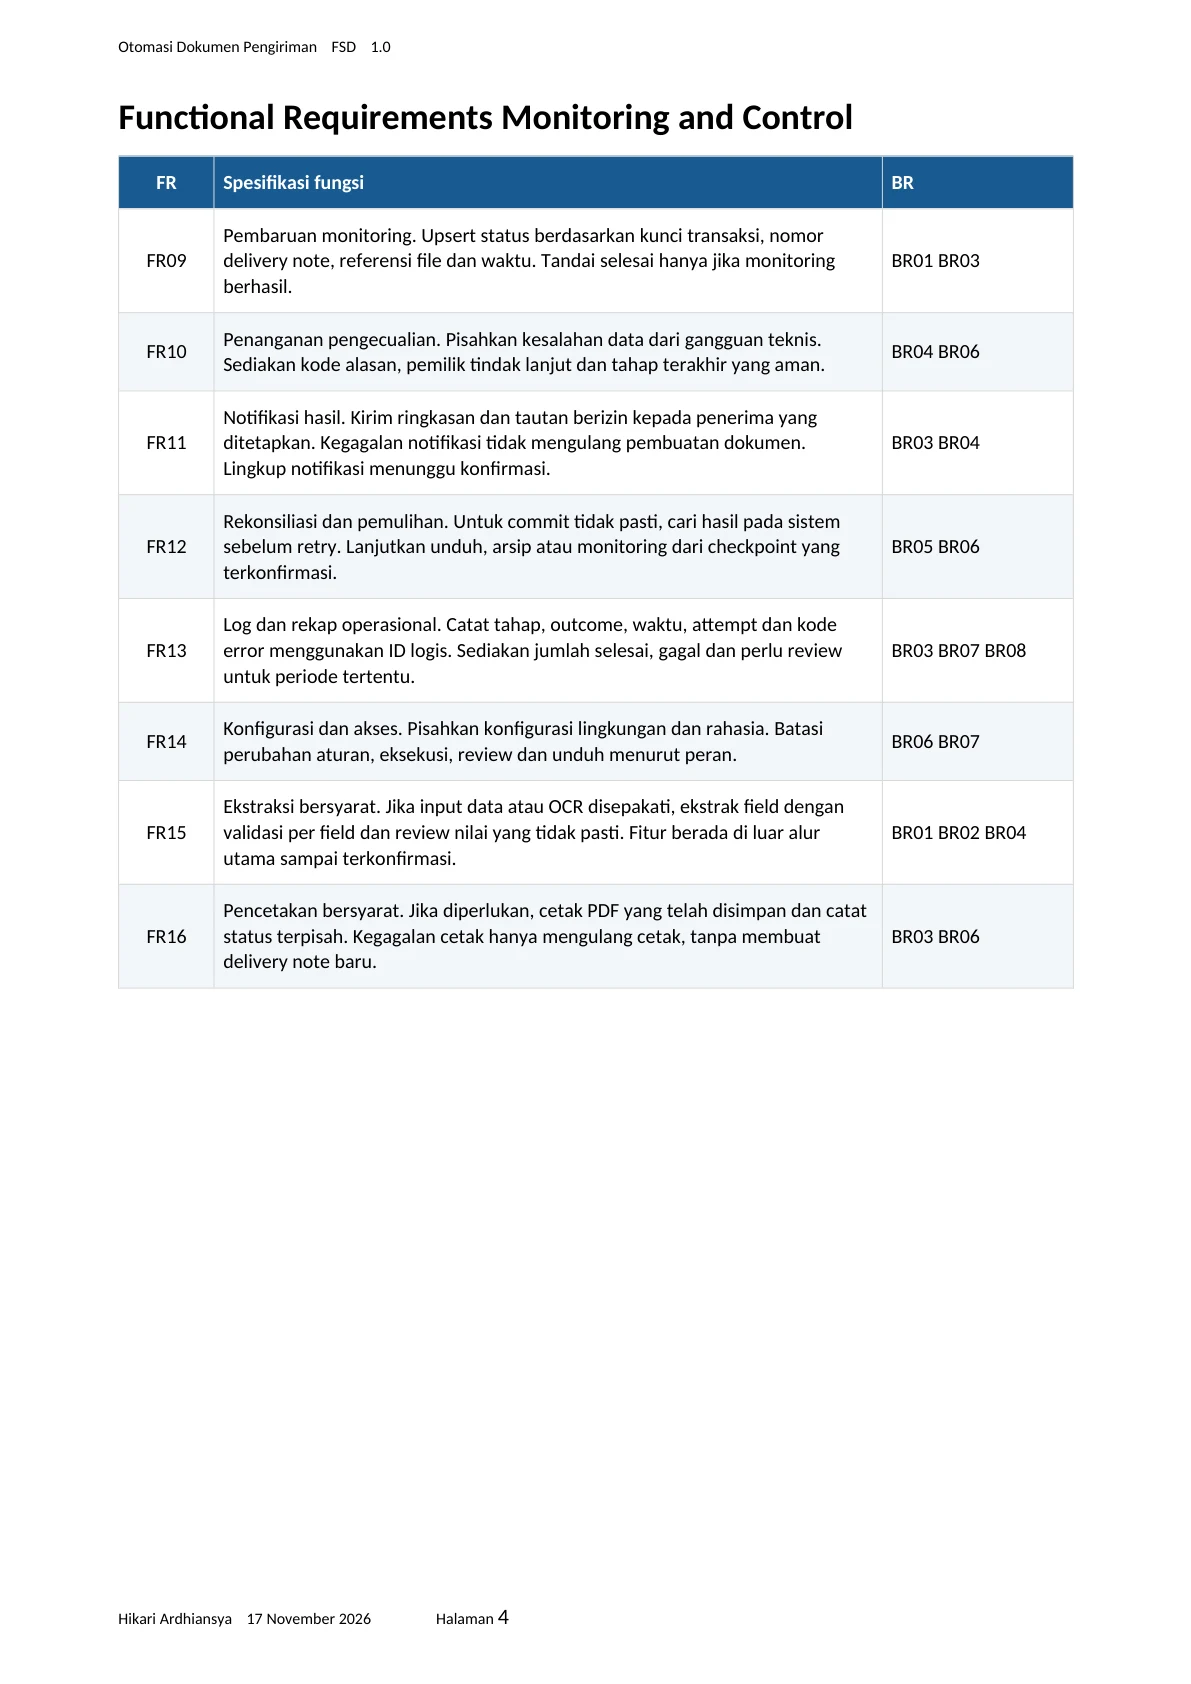 Otomasi Dokumen Pengiriman FSD 1.0
Functional Requirements Monitoring and Control
FR Spesifikasi fungsi BR
Pembaruan monitoring. Upsert status berdasarkan kunci transaksi, nomor
FR09 delivery note, referensi file dan waktu. Tandai selesai hanya jika monitoring BR01 BR03
berhasil.
Penanganan pengecualian. Pisahkan kesalahan data dari gangguan teknis.
FR10 BR04 BR06
Sediakan kode alasan, pemilik tindak lanjut dan tahap terakhir yang aman.
Notifikasi hasil. Kirim ringkasan dan tautan berizin kepada penerima yang
FR11 ditetapkan. Kegagalan notifikasi tidak mengulang pembuatan dokumen. BR03 BR04
Lingkup notifikasi menunggu konfirmasi.
Rekonsiliasi dan pemulihan. Untuk commit tidak pasti, cari hasil pada sistem
FR12 sebelum retry. Lanjutkan unduh, arsip atau monitoring dari checkpoint yang BR05 BR06
terkonfirmasi.
Log dan rekap operasional. Catat tahap, outcome, waktu, attempt dan kode
FR13 error menggunakan ID logis. Sediakan jumlah selesai, gagal dan perlu review BR03 BR07 BR08
untuk periode tertentu.
Konfigurasi dan akses. Pisahkan konfigurasi lingkungan dan rahasia. Batasi
FR14 BR06 BR07
perubahan aturan, eksekusi, review dan unduh menurut peran.
Ekstraksi bersyarat. Jika input data atau OCR disepakati, ekstrak field dengan
FR15 validasi per field dan review nilai yang tidak pasti. Fitur berada di luar alur BR01 BR02 BR04
utama sampai terkonfirmasi.
Pencetakan bersyarat. Jika diperlukan, cetak PDF yang telah disimpan dan catat
FR16 status terpisah. Kegagalan cetak hanya mengulang cetak, tanpa membuat BR03 BR06
delivery note baru.
Hikari Ardhiansya 17 November 2026 Halaman 4